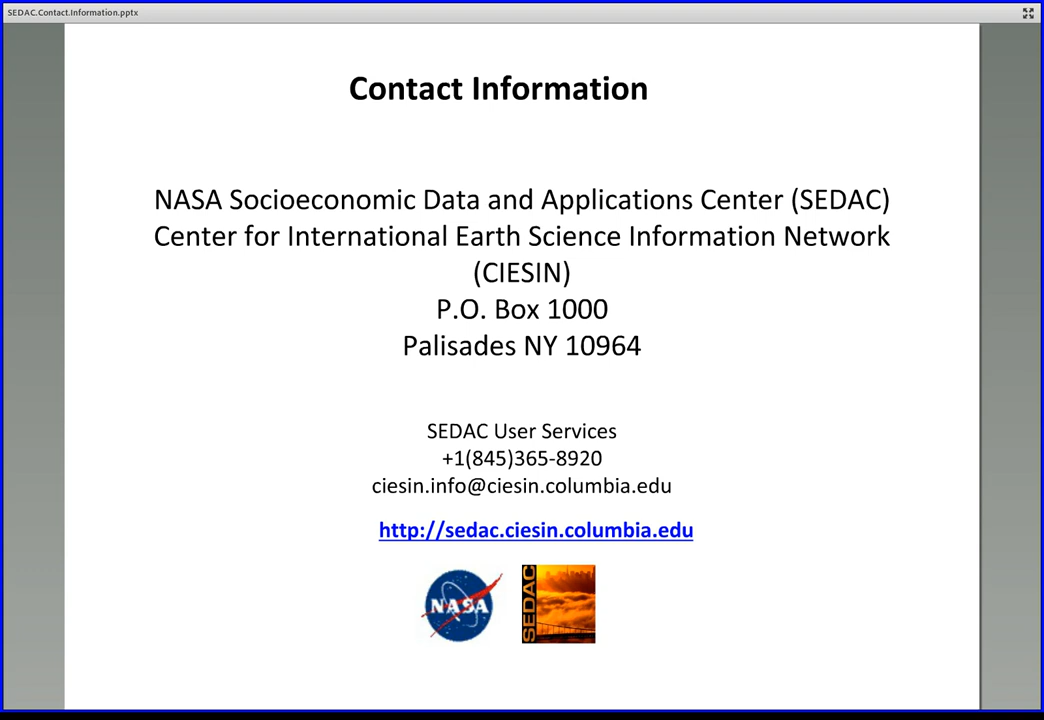 SEDAC.Contact.Information.pptx
Contact Information
NASA Socioeconomic Data and Applications Center (SEDAC)
Center for International Earth Science Information Network
(CIESIN)
P.O. Box 1000
Palisades NY 10964
SEDAC User Services
+1(845)365-8920
ciesin.info@ciesin.columbia.edu
http://sedac.ciesin.columbia.edu
NASA
SEDAC